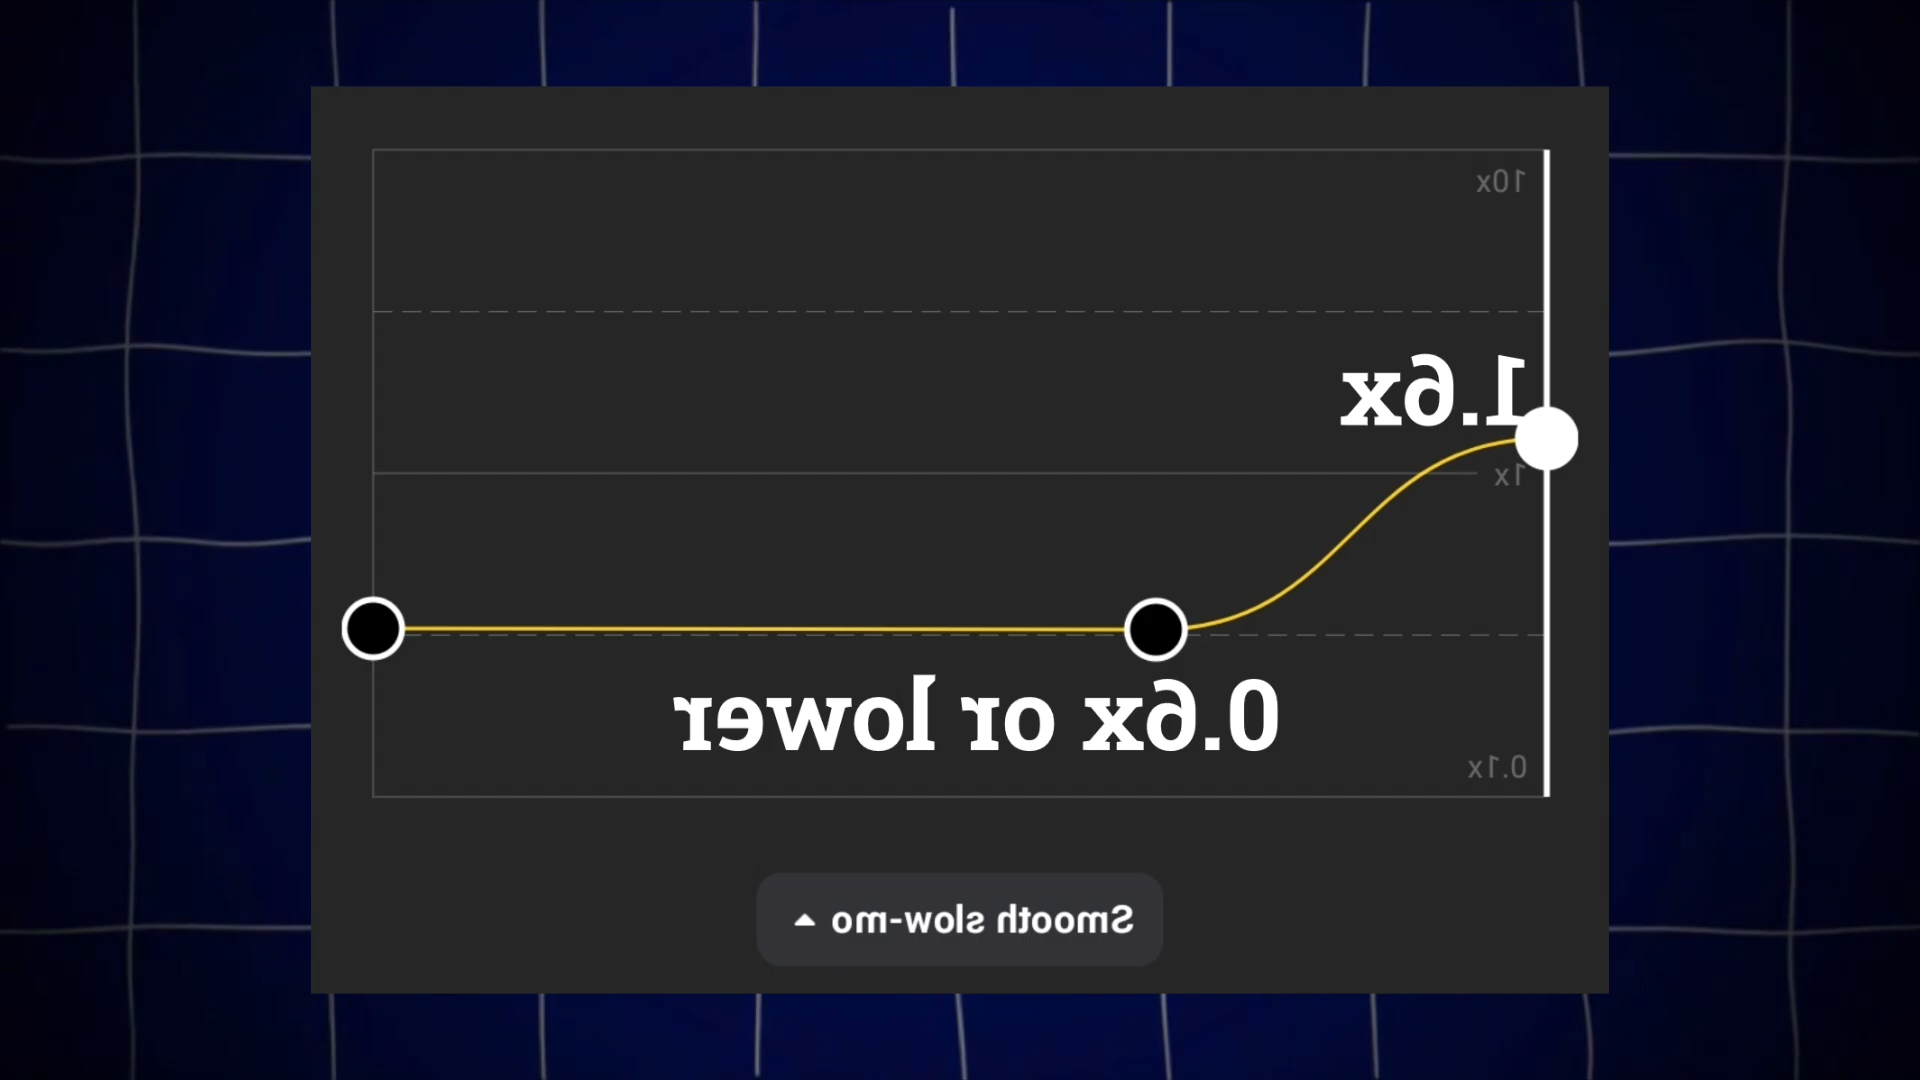 10x
1.6x
1x
0.6x or lower
0.1x
Smooth slow-mo